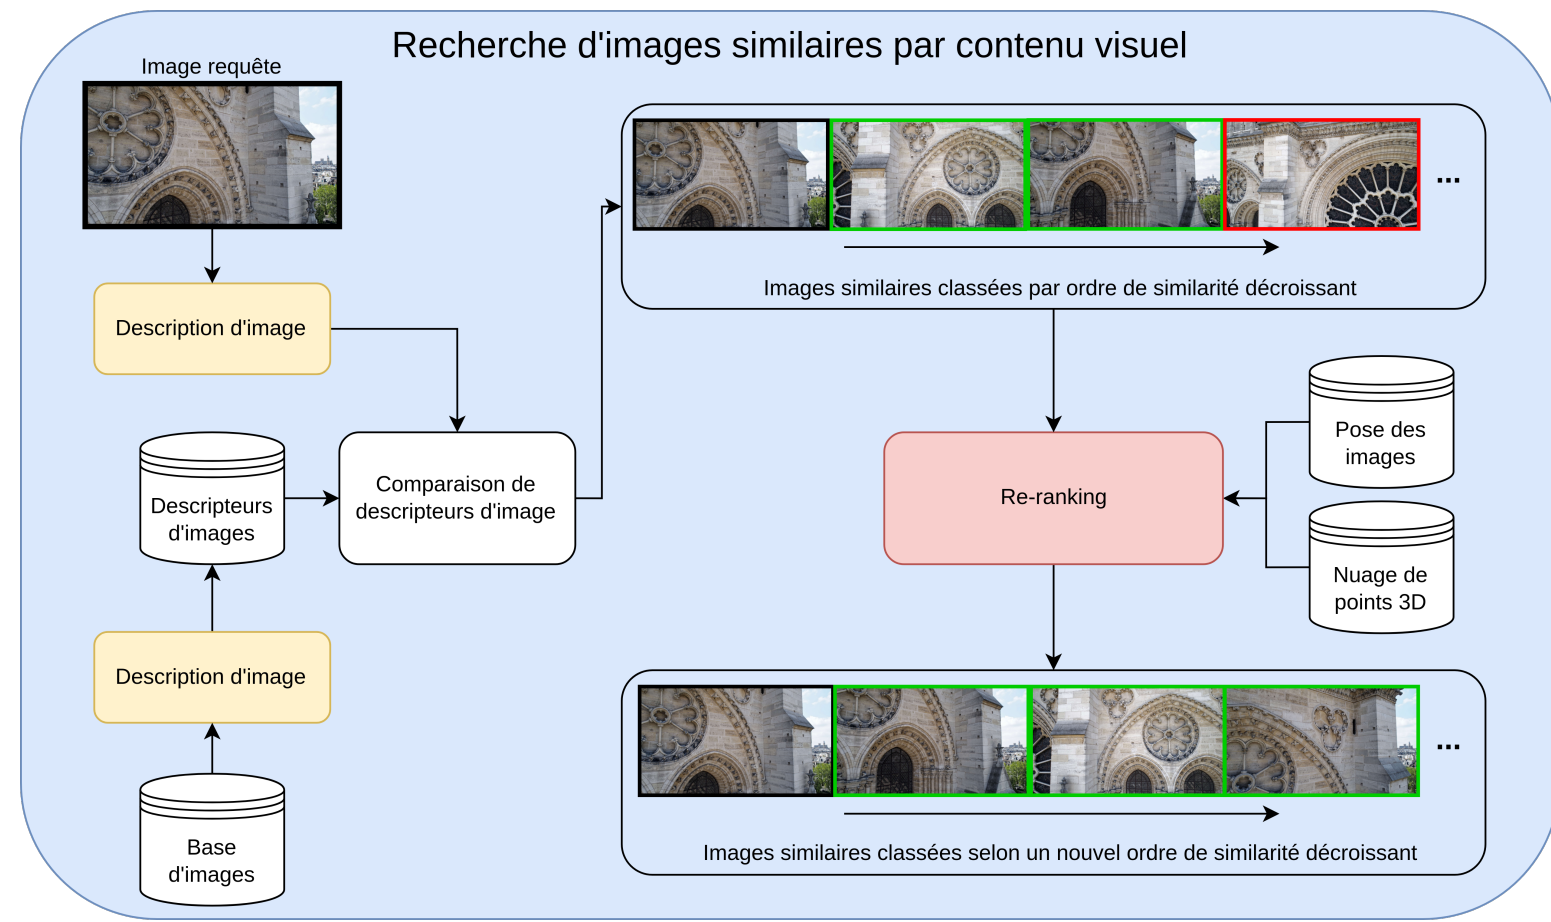 Recherche d'images similaires par contenu visuel
Image requête
Description d'image
Descripteurs
d'images
Comparaison de
descripteurs d'image
Description d'image
Base
d'images
...
Images similaires classées par ordre de similarité décroissant
Re-ranking
Pose des
images
Nuage de
points 3D
...
Images similaires classées selon un nouvel ordre de similarité décroissant